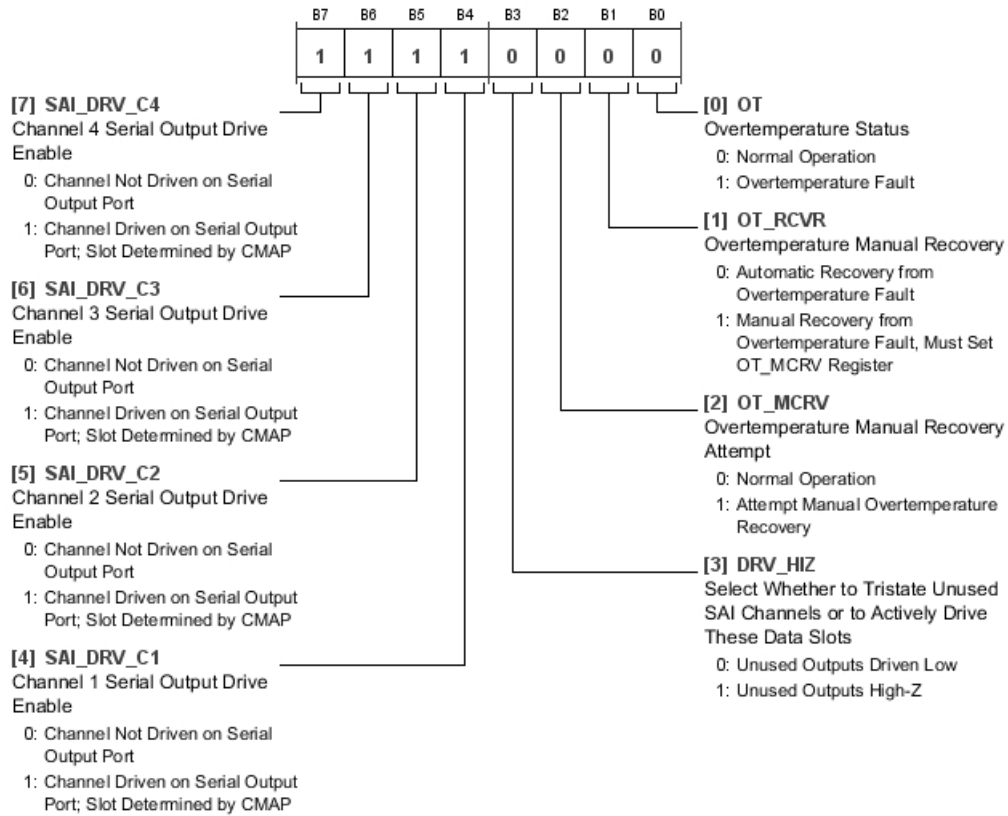 B7 B6 B5 B4 B3 B2 B1 B0
1 1 1 1 0 0 0 0
[7] SAI_DRV_C4
Channel 4 Serial Output Drive
Enable
0: Channel Not Driven on Serial
Output Port
1: Channel Driven on Serial Output
Port; Slot Determined by CMAP
[6] SAI_DRV_C3
Channel 3 Serial Output Drive
Enable
0: Channel Not Driven on Serial
Output Port
1: Channel Driven on Serial Output
Port; Slot Determined by CMAP
[5] SAI_DRV_C2
Channel 2 Serial Output Drive
Enable
0: Channel Not Driven on Serial
Output Port
1: Channel Driven on Serial Output
Port; Slot Determined by CMAP
[4] SAI_DRV_C1
Channel 1 Serial Output Drive
Enable
0: Channel Not Driven on Serial
Output Port
1: Channel Driven on Serial Output
Port; Slot Determined by CMAP
[0] OT
Overtemperature Status
0: Normal Operation
1: Overtemperature Fault
[1] OT_RCVR
Overtemperature Manual Recovery
0: Automatic Recovery from
Overtemperature Fault
1: Manual Recovery from
Overtemperature Fault, Must Set
OT_MCRV Register
[2] OT_MCRV
Overtemperature Manual Recovery
Attempt
0: Normal Operation
1: Attempt Manual Overtemperature
Recovery
[3] DRV_HIZ
Select Whether to Tristate Unused
SAI Channels or to Actively Drive
These Data Slots
0: Unused Outputs Driven Low
1: Unused Outputs High-Z